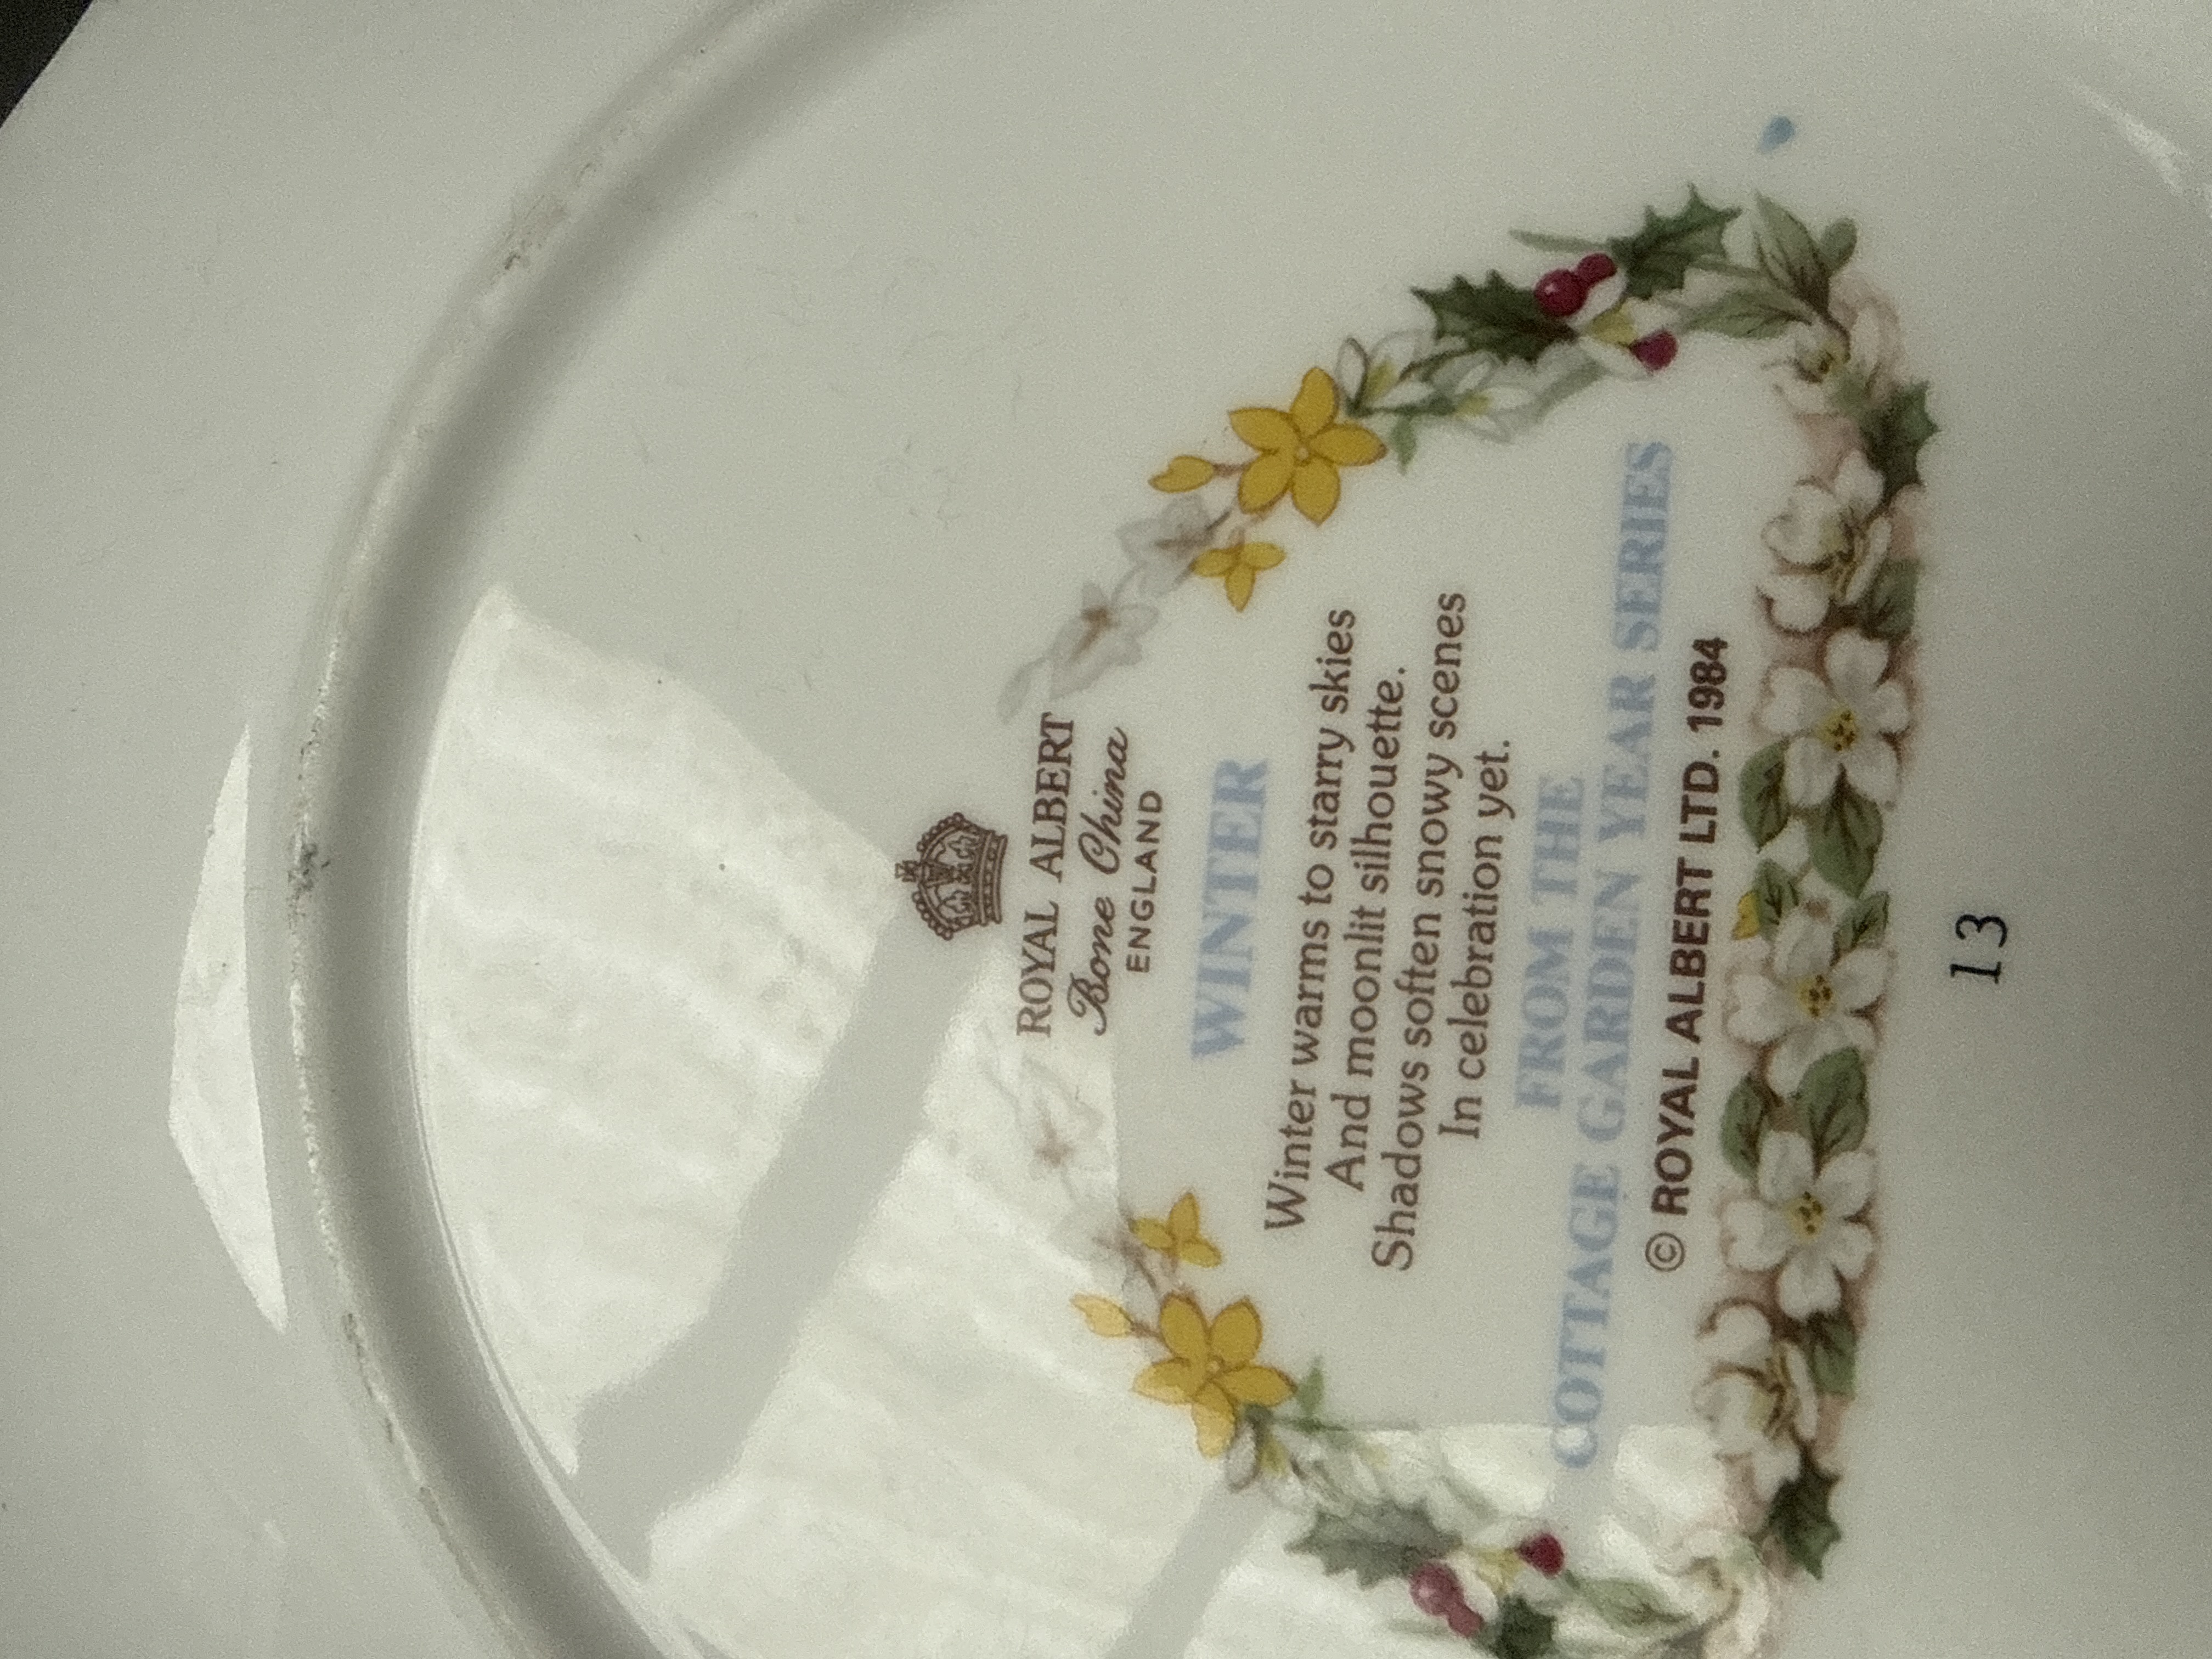 ROYAL ALBERT
Bone China
ENGLAND
WINTER
Winter warms to starry skies
And moonlit silhouette.
Shadows soften snowy scenes
In celebration yet.
FROM THE
COTTAGE GARDEN YEAR SERIES
© ROYAL ALBERT LTD. 1984
13